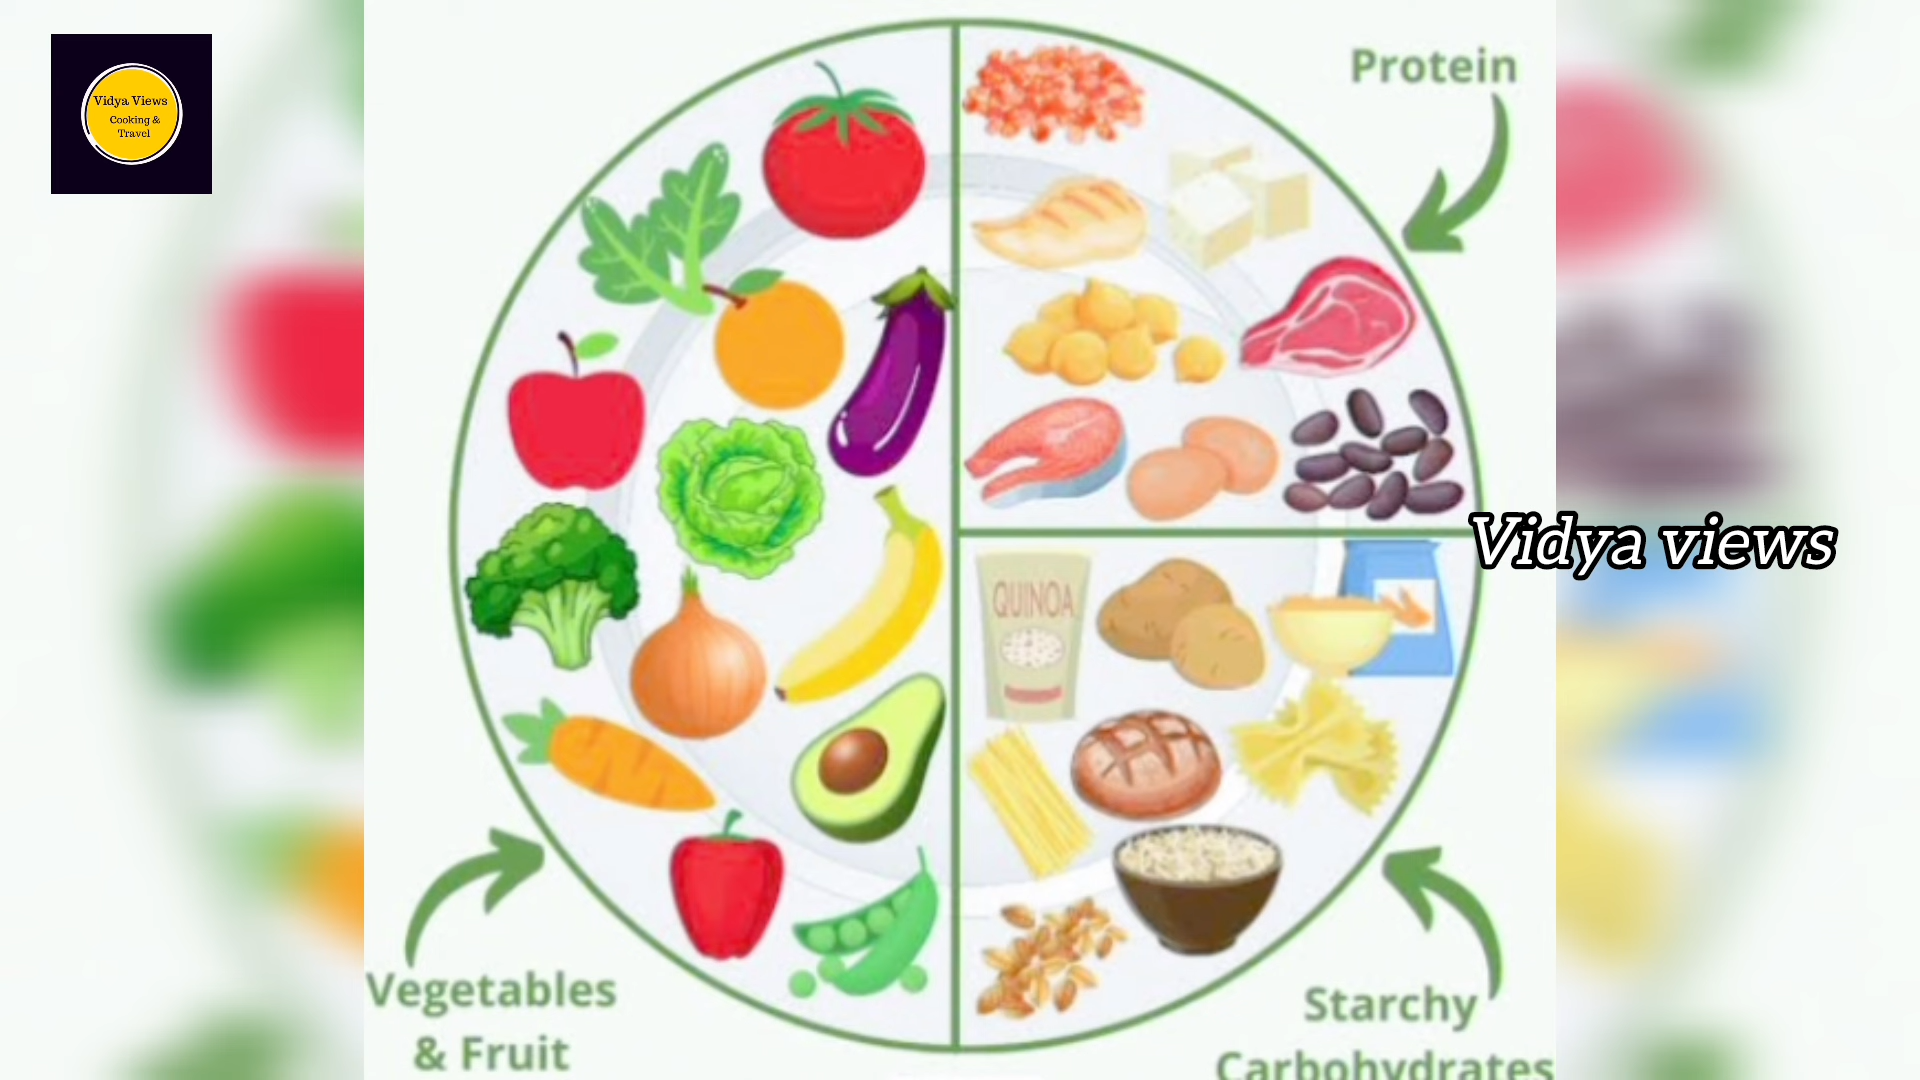 Vidya Views
Cooking &
Travel
Protein
Vidya views
QUINOA
Vegetables
& Fruit
Starchy
Carbohydrates